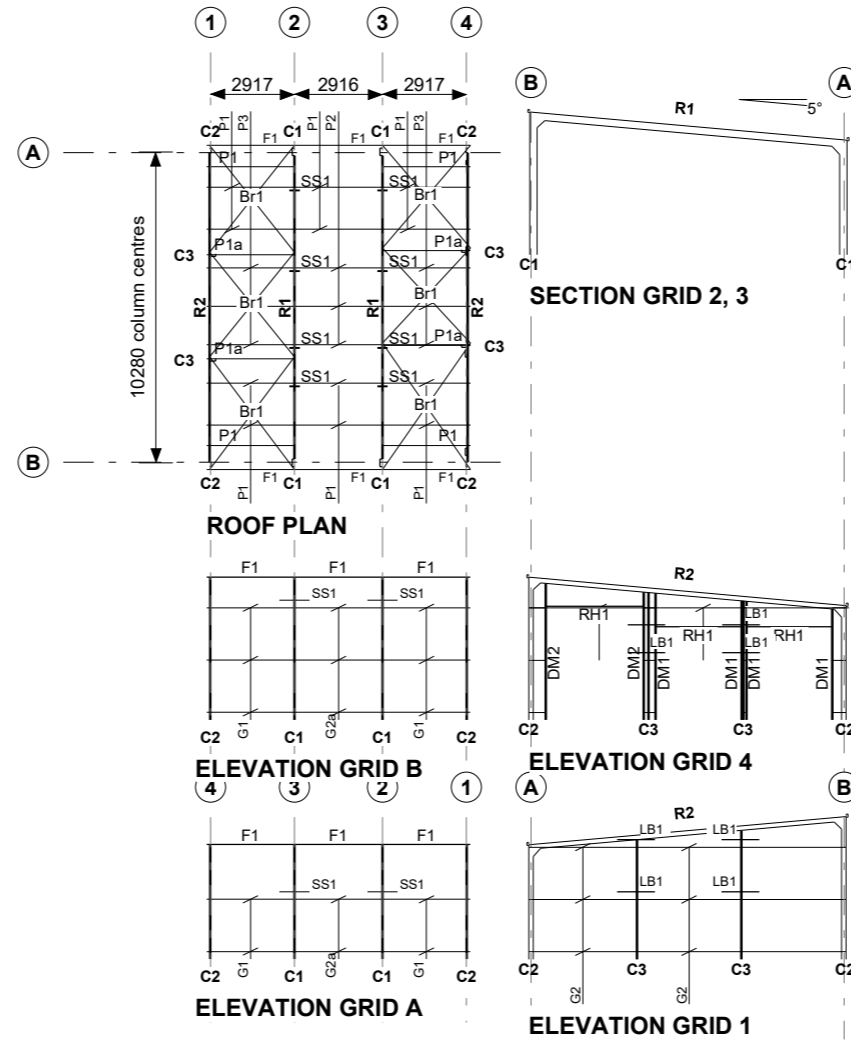 1 2 3 4
2917 2916 2917
C2 P1 P3 F1 C1 P1 P2 C1 P1 F1 C2
A
P1 P1
SS1 SS1
Br1 Br1
10280 column centres
C3 P1a P1a C3
SS1 SS1
R2 Br1 R1 R1 Br1 R2
SS1 SS1
C3 P1a P1a C3
SS1 SS1
Br1 Br1
P1 P1
B
C2 P1 F1 C1 P1 F1 C1 P1 F1 C2
ROOF PLAN
B A
R1 5°
C1 C1
SECTION GRID 2, 3
F1 F1 F1
SS1 SS1
G1 G2a G1
C2 C1 C1 C2
ELEVATION GRID B
R2
RH1 LB1
RH1 RH1
LB1 LB1
DM2 DM2 DM1 DM1 DM1 DM1
C2 C3 C3 C2
ELEVATION GRID 4
4 3 2 1
F1 F1 F1
SS1 SS1
G1 G2a G1
C2 C1 C1 C2
ELEVATION GRID A
A B
R2
LB1 LB1
LB1 LB1
C2 C3 C3 C2
G2 G2
ELEVATION GRID 1